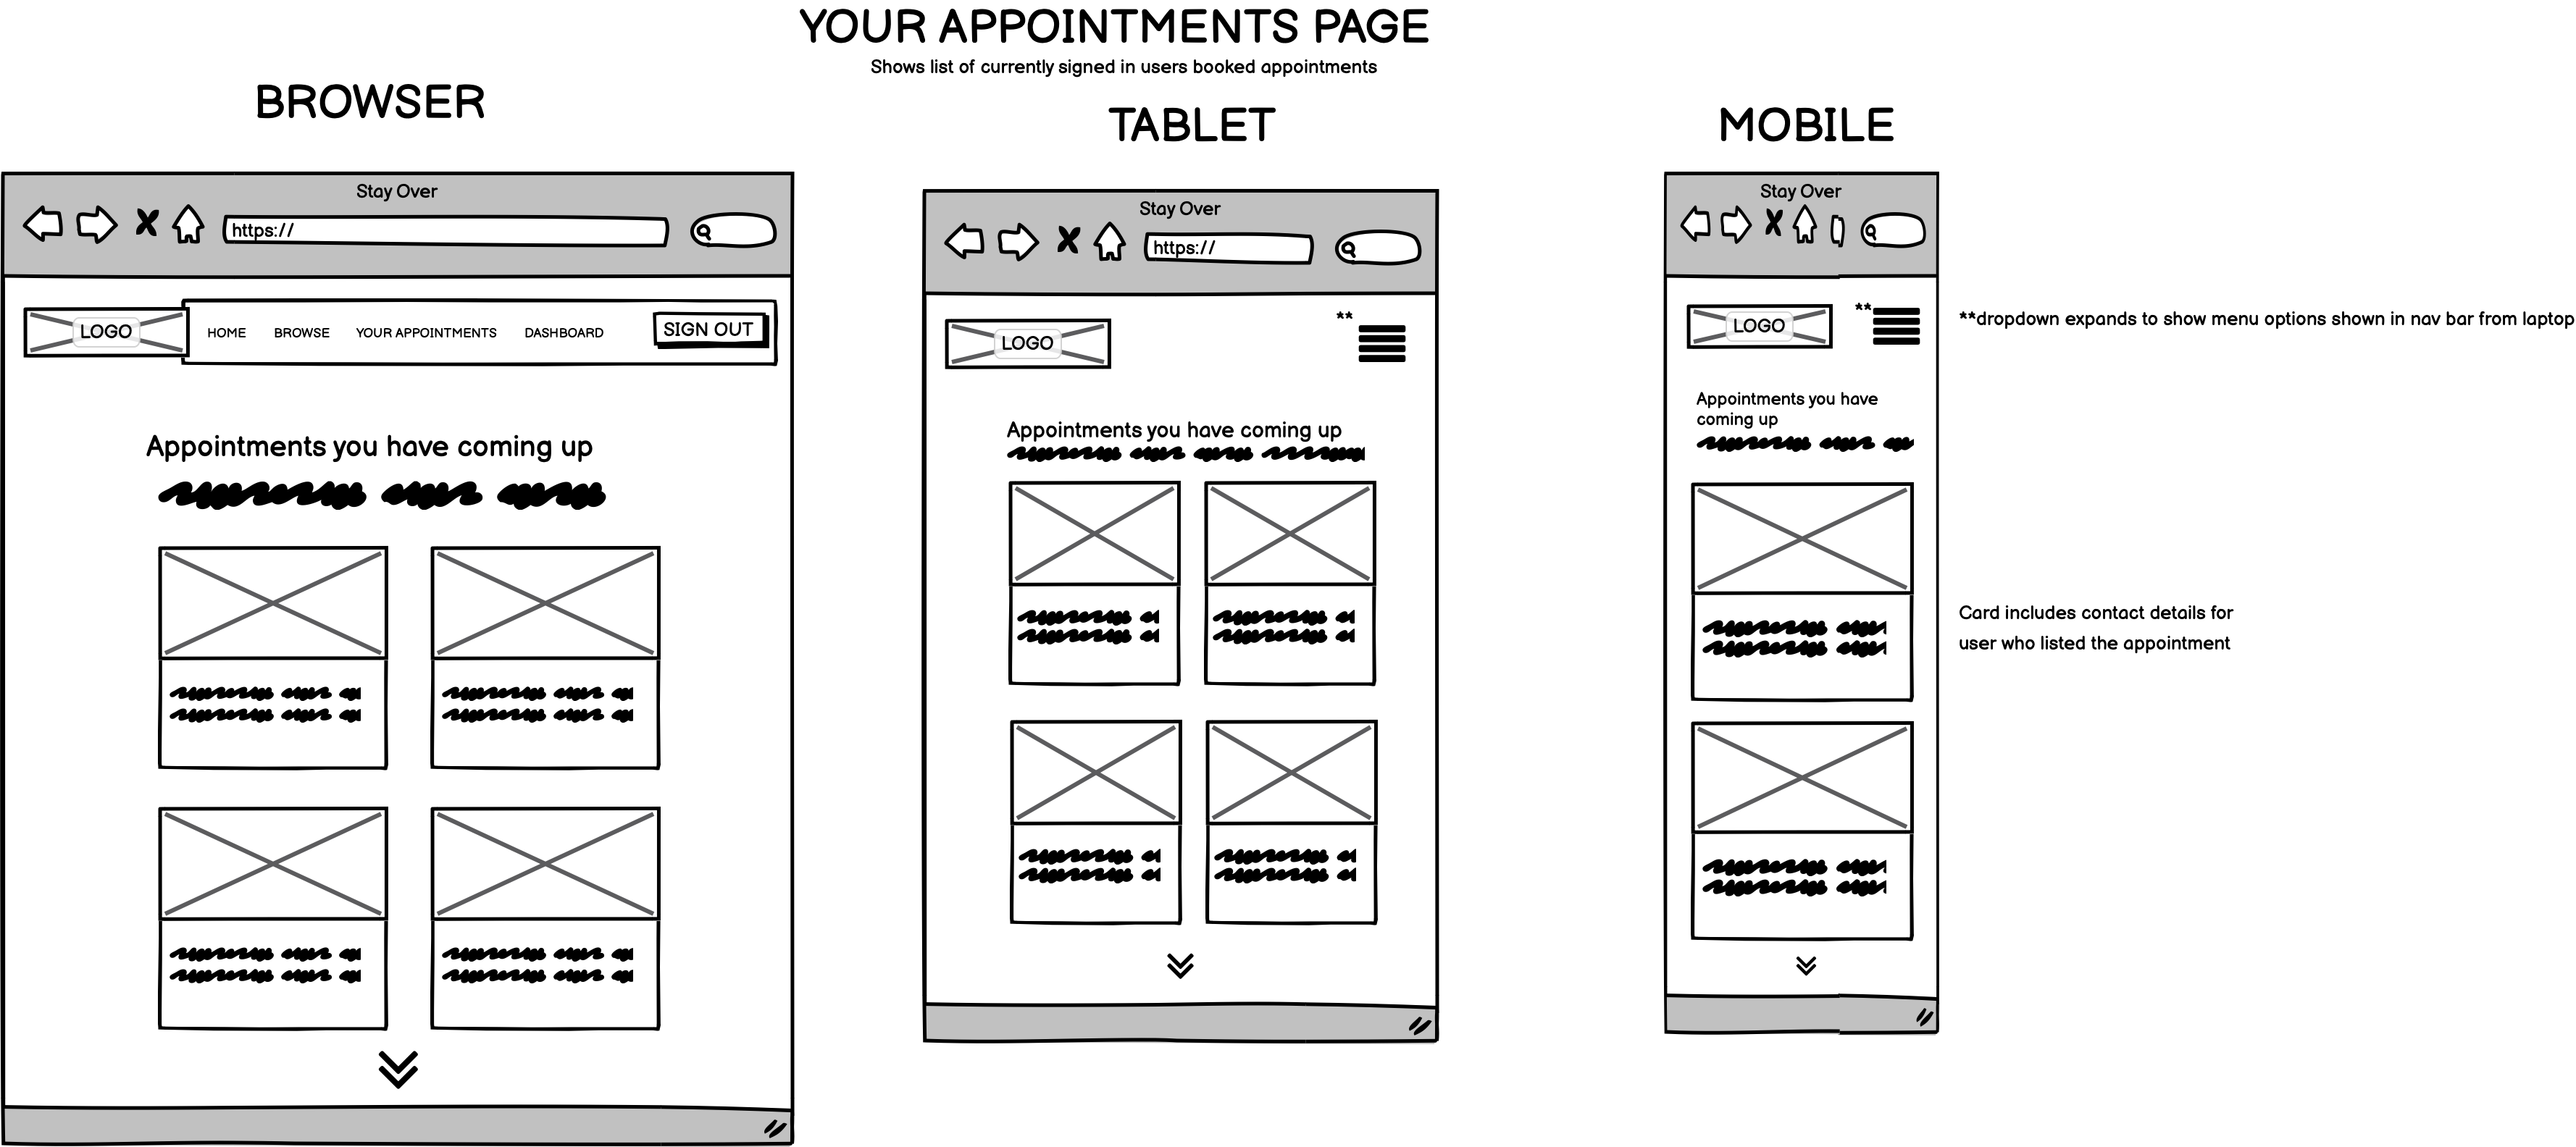 YOUR APPOINTMENTS PAGE
Shows list of currently signed in users booked appointments
BROWSER
TABLET
MOBILE
Stay Over
https://
LOGO
HOME
BROWSE
YOUR APPOINTMENTS
DASHBOARD
SIGN OUT
Appointments you have coming up
Stay Over
https://
LOGO
**
Appointments you have coming up
Stay Over
LOGO
**
**dropdown expands to show menu options shown in nav bar from laptop
Appointments you have
coming up
Card includes contact details for
user who listed the appointment